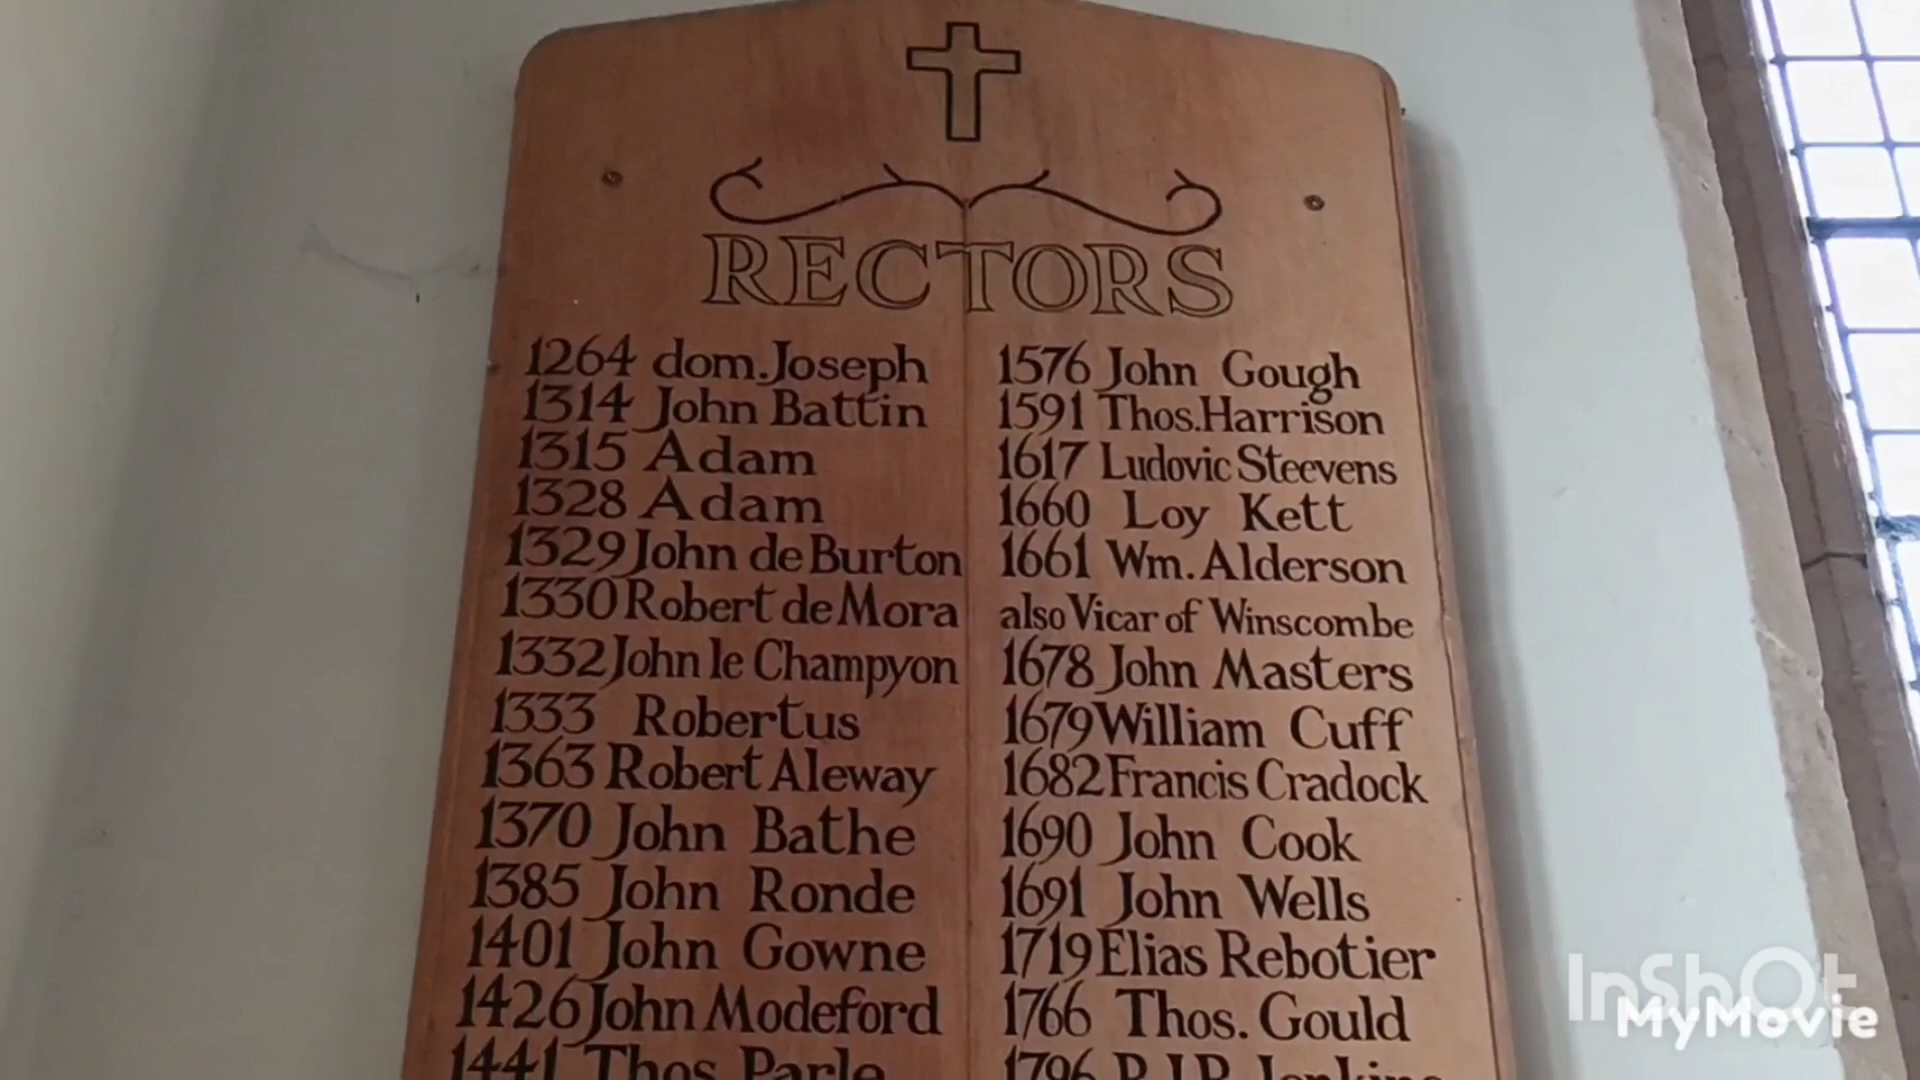 RECTORS
1264 dom. Joseph
1314 John Battin
1315 Adam
1328 Adam
1329 John de Burton
1330 Robert de Mora
1332 John le Champyon
1333 Robertus
1363 Robert Aleway
1370 John Bathe
1385 John Ronde
1401 John Gowne
1426 John Modeford
1441 Thos Parle
1576 John Gough
1591 Thos. Harrison
1617 Ludovic Steevens
1660 Loy Kett
1661 Wm. Alderson
also Vicar of Winscombe
1678 John Masters
1679 William Cuff
1682 Francis Cradock
1690 John Cook
1691 John Wells
1719 Elias Rebotier
1766 Thos. Gould
1796
InShOt
MyMovie